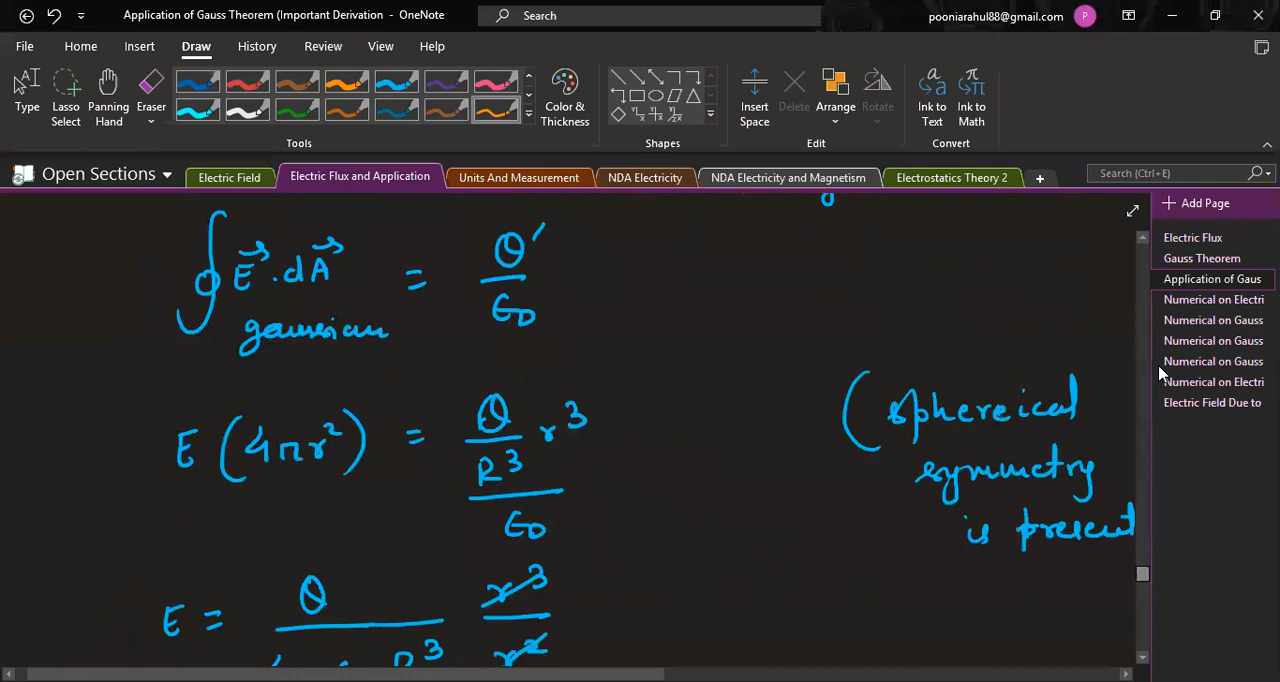 Application of Gauss Theorem (Important Derivation - OneNote
Search
pooniarahul88@gmail.com
P
File
Home
Insert
Draw
History
Review
View
Help
Type
Lasso Select
Panning Hand
Eraser
Color & Thickness
Insert Space
Delete
Arrange
Rotate
Ink to Text
Ink to Math
Tools
Shapes
Edit
Convert
Open Sections
Electric Field
Electric Flux and Application
Units And Measurement
NDA Electricity
NDA Electricity and Magnetism
Electrostatics Theory 2
Search (Ctrl+E)
Add Page
Electric Flux
Gauss Theorem
Application of Gaus
Numerical on Electri
Numerical on Gauss
Numerical on Gauss
Numerical on Gauss
Numerical on Electri
Electric Field Due to
∮ E⃗ . dA⃗ = Q′ / ϵ0
gaussian
E (4πr²) = Q / R³ r³ / ϵ0
(sphereical
symmetry
is present
E = Q / R³ r³ / r²